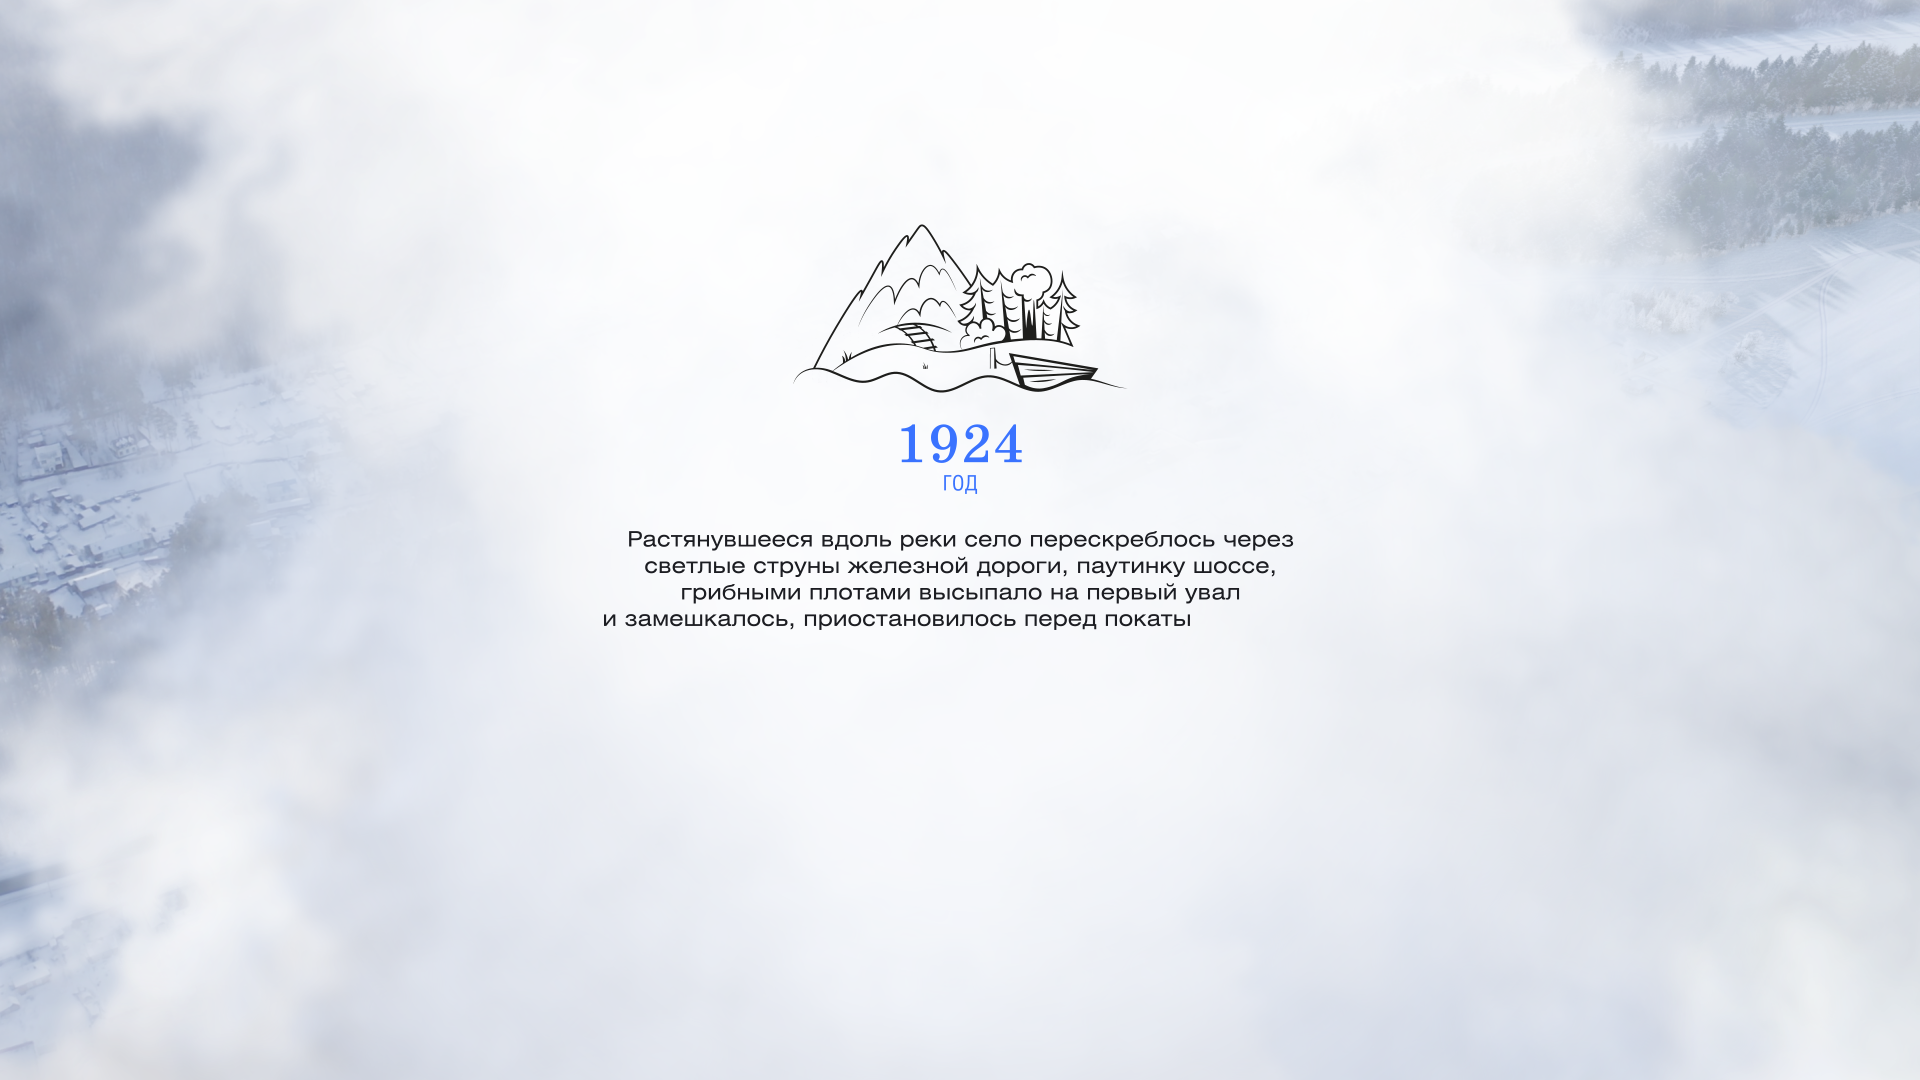 1924
ГОД
Растянувшееся вдоль реки село перескреблось через
светлые струны железной дороги, паутинку шоссе,
грибными плотами высыпало на первый увал
и замешкалось, приостановилось перед покаты